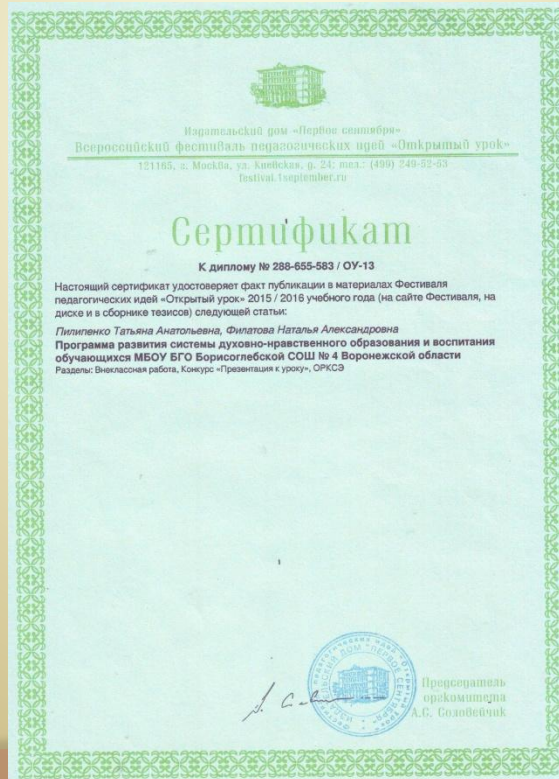 Издательский дом «Первое сентября»
Всероссийский фестиваль педагогических идей «Открытый урок»
121165, г. Москва, ул. Киевская, д. 24; тел.: (499) 249-52-53
festival.1september.ru
Сертификат
К диплому № 288-655-583 / ОУ-13
Настоящий сертификат удостоверяет факт публикации в материалах Фестиваля
педагогических идей «Открытый урок» 2015 / 2016 учебного года (на сайте Фестиваля, на
диске и в сборнике тезисов) следующей статьи:
Пилипенко Татьяна Анатольевна, Филатова Наталья Александровна
Программа развития системы духовно-нравственного образования и воспитания
обучающихся МБОУ БГО Борисоглебской СОШ № 4 Воронежской области
Разделы: Внеклассная работа, Конкурс «Презентация к уроку», ОРКСЭ
Председатель
оргкомитета
А.С. Соловейчик